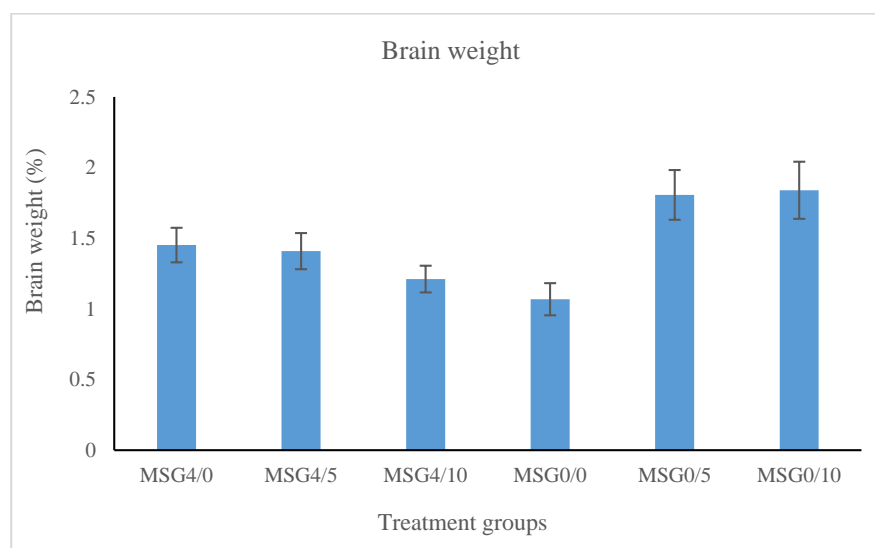 Brain weight
2.5
2
1.5
1
0.5
0
Brain weight (%)
MSG4/0 MSG4/5 MSG4/10 MSG0/0 MSG0/5 MSG0/10
Treatment groups